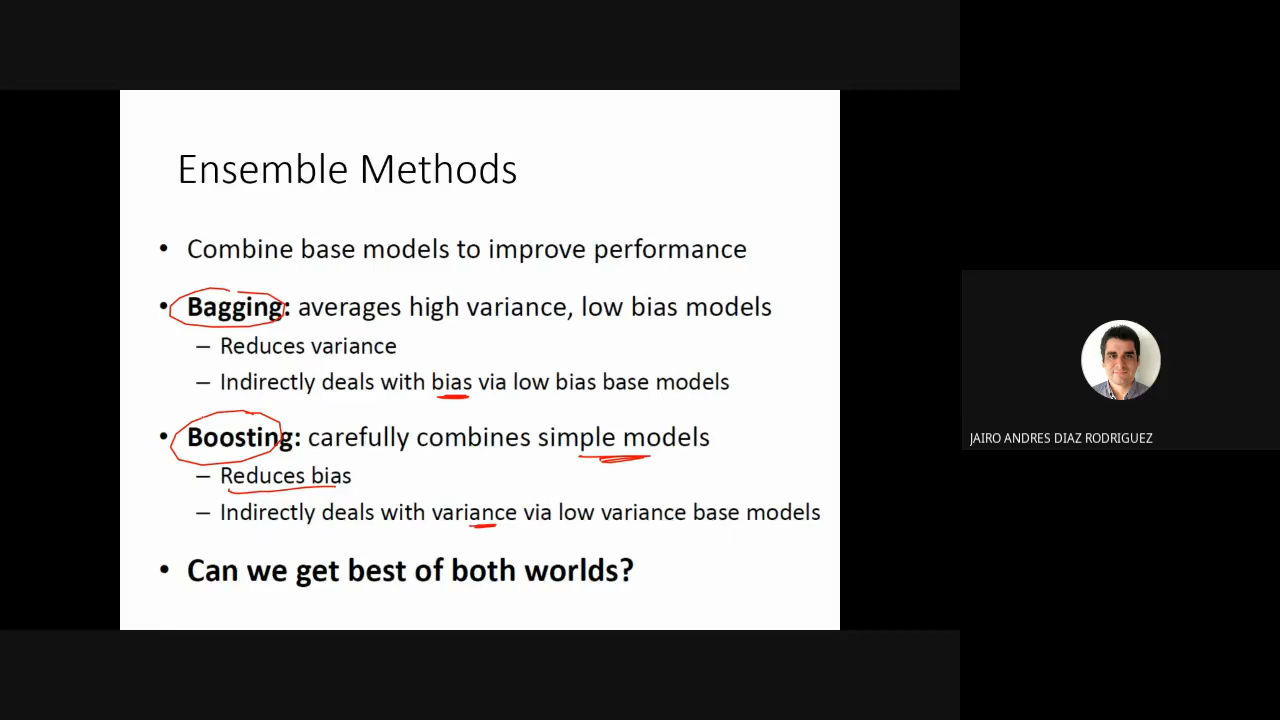 Ensemble Methods
• Combine base models to improve performance
• Bagging: averages high variance, low bias models
– Reduces variance
– Indirectly deals with bias via low bias base models
• Boosting: carefully combines simple models
– Reduces bias
– Indirectly deals with variance via low variance base models
• Can we get best of both worlds?
JAIRO ANDRES DIAZ RODRIGUEZ